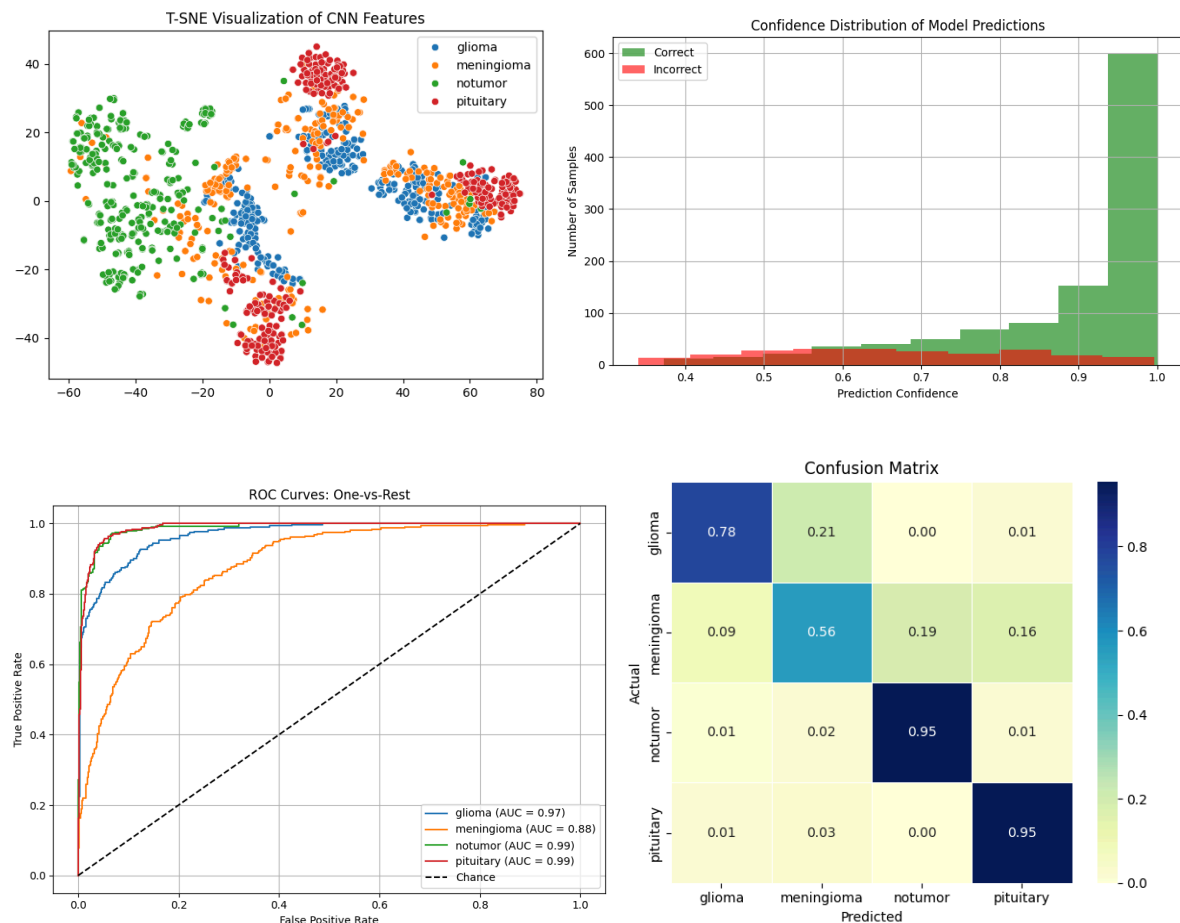 T-SNE Visualization of CNN Features
glioma
meningioma
notumor
pituitary
40
20
0
−20
−40
−60
−40
−20
0
20
40
60
80
Confidence Distribution of Model Predictions
Correct
Incorrect
Number of Samples
600
500
400
300
200
100
0
0.4
0.5
0.6
0.7
0.8
0.9
1.0
Prediction Confidence
ROC Curves: One-vs-Rest
True Positive Rate
1.0
0.8
0.6
0.4
0.2
0.0
glioma (AUC = 0.97)
meningioma (AUC = 0.88)
notumor (AUC = 0.99)
pituitary (AUC = 0.99)
Chance
0.0
0.2
0.4
0.6
0.8
1.0
False Positive Rate
Confusion Matrix
Actual
glioma
0.78 0.21 0.00 0.01
meningioma
0.09 0.56 0.19 0.16
notumor
0.01 0.02 0.95 0.01
pituitary
0.01 0.03 0.00 0.95
glioma meningioma notumor pituitary
Predicted
0.8
0.6
0.4
0.2
0.0